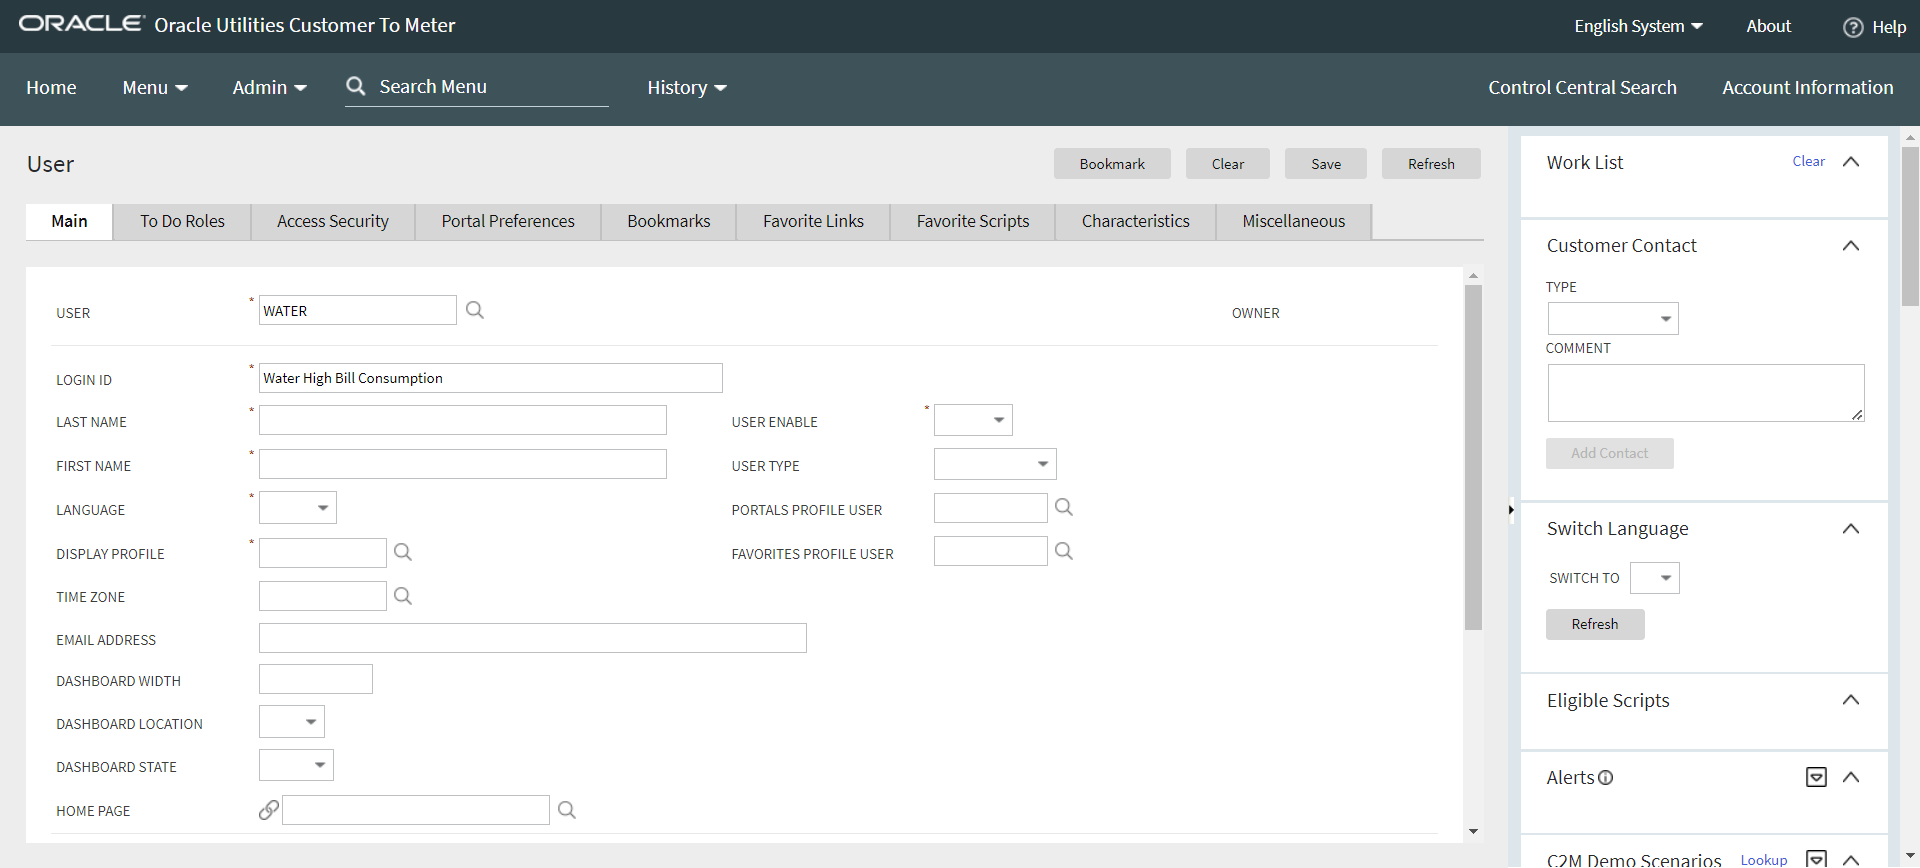 ORACLE Oracle Utilities Customer To Meter
English System
About
Help
Home
Menu
Admin
Search Menu
History
Control Central Search
Account Information
User
Bookmark
Clear
Save
Refresh
Main
To Do Roles
Access Security
Portal Preferences
Bookmarks
Favorite Links
Favorite Scripts
Characteristics
Miscellaneous
USER
* WATER
OWNER
LOGIN ID
* Water High Bill Consumption
LAST NAME *
USER ENABLE *
FIRST NAME *
USER TYPE
LANGUAGE *
PORTALS PROFILE USER
DISPLAY PROFILE *
FAVORITES PROFILE USER
TIME ZONE
EMAIL ADDRESS
DASHBOARD WIDTH
DASHBOARD LOCATION
DASHBOARD STATE
HOME PAGE
Work List
Clear
Customer Contact
TYPE
COMMENT
Add Contact
Switch Language
SWITCH TO
Refresh
Eligible Scripts
Alerts
C2M Demo Scenarios
Lookup